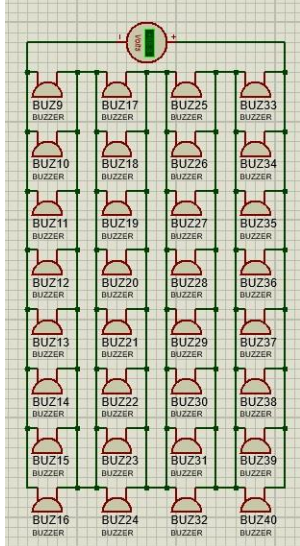 - Volts +
BUZ9 BUZ17 BUZ25 BUZ33
BUZZER BUZZER BUZZER BUZZER
BUZ10 BUZ18 BUZ26 BUZ34
BUZZER BUZZER BUZZER BUZZER
BUZ11 BUZ19 BUZ27 BUZ35
BUZZER BUZZER BUZZER BUZZER
BUZ12 BUZ20 BUZ28 BUZ36
BUZZER BUZZER BUZZER BUZZER
BUZ13 BUZ21 BUZ29 BUZ37
BUZZER BUZZER BUZZER BUZZER
BUZ14 BUZ22 BUZ30 BUZ38
BUZZER BUZZER BUZZER BUZZER
BUZ15 BUZ23 BUZ31 BUZ39
BUZZER BUZZER BUZZER BUZZER
BUZ16 BUZ24 BUZ32 BUZ40
BUZZER BUZZER BUZZER BUZZER